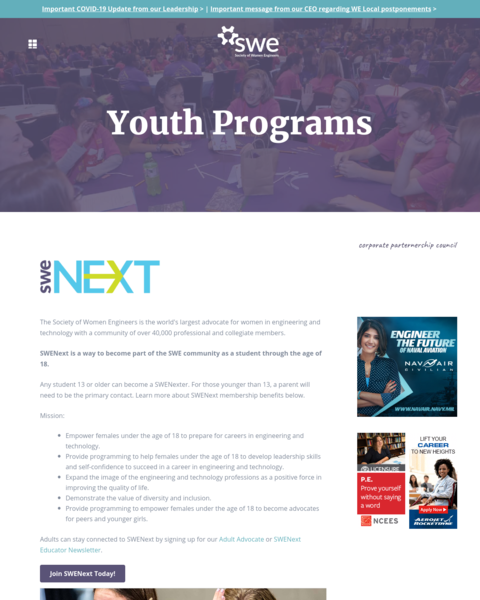 Important COVID-19 Update from our Leadership > | Important message from our CEO regarding WE Local postponements >
swe
Society of Women Engineers
Youth Programs
corporate parternership council
swe NEXT
The Society of Women Engineers is the world's largest advocate for women in engineering and
technology with a community of over 40,000 professional and collegiate members.
SWENext is a way to become part of the SWE community as a student through the age of
18.
Any student 13 or older can become a SWENexter. For those younger than 13, a parent will
need to be the primary contact. Learn more about SWENext membership benefits below.
Mission:
Empower females under the age of 18 to prepare for careers in engineering and
technology.
Provide programming to help females under the age of 18 to develop leadership skills
and self-confidence to succeed in a career in engineering and technology.
Expand the image of the engineering and technology professions as a positive force in
improving the quality of life.
Demonstrate the value of diversity and inclusion.
Provide programming to empower females under the age of 18 to become advocates
for peers and younger girls.
Adults can stay connected to SWENext by signing up for our Adult Advocate or SWENext
Educator Newsletter.
Join SWENext Today!
ENGINEER
THE FUTURE
OF NAVAL AVIATION
NAVAIR
CIVILIAN
WWW.NAVAIR.NAVY.MIL
LICENSURE
P.E.
Prove yourself
without saying
a word
NCEES
LIFT YOUR
CAREER
TO NEW HEIGHTS
Apply Now
AEROJET
ROCKETDYNE